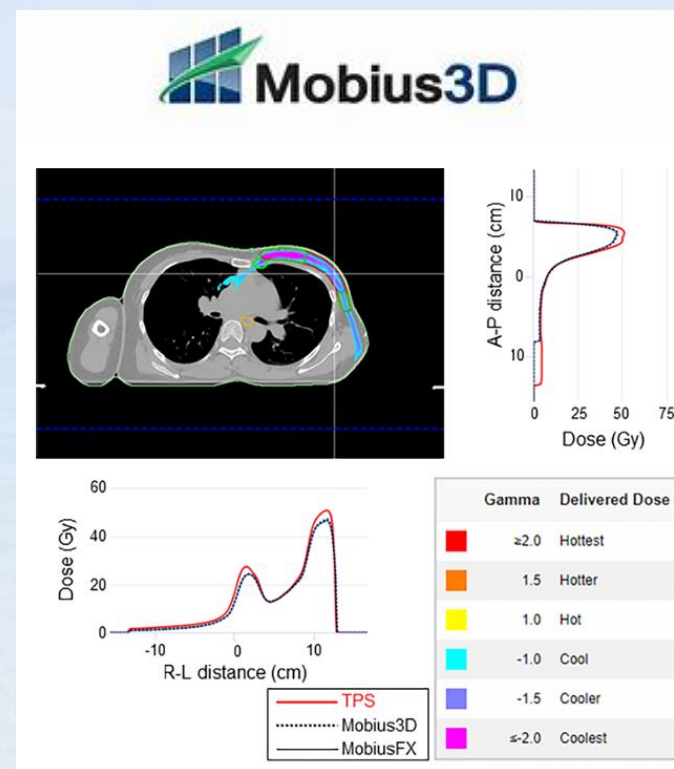 Mobius3D
10
0
10
A-P distance (cm)
0 25 50 75
Dose (Gy)
60
40
20
0
Dose (Gy)
-10 0 10
R-L distance (cm)
TPS
Mobius3D
MobiusFX
Gamma Delivered Dose
≥2.0 Hottest
1.5 Hotter
1.0 Hot
-1.0 Cool
-1.5 Cooler
≤-2.0 Coolest